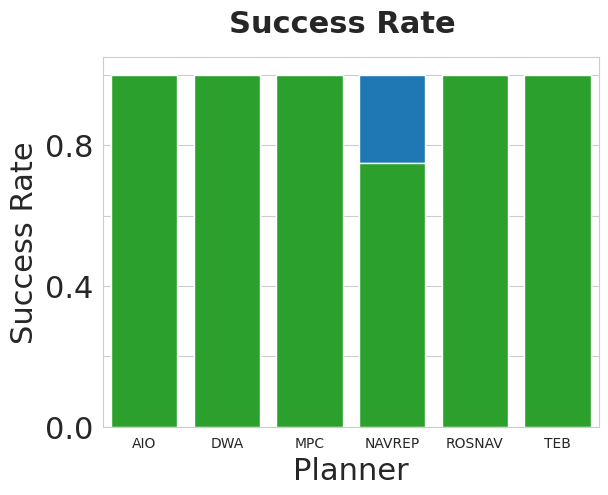 Success Rate
Success Rate
0.8
0.4
0.0
AIO DWA MPC NAVREP ROSNAV TEB
Planner